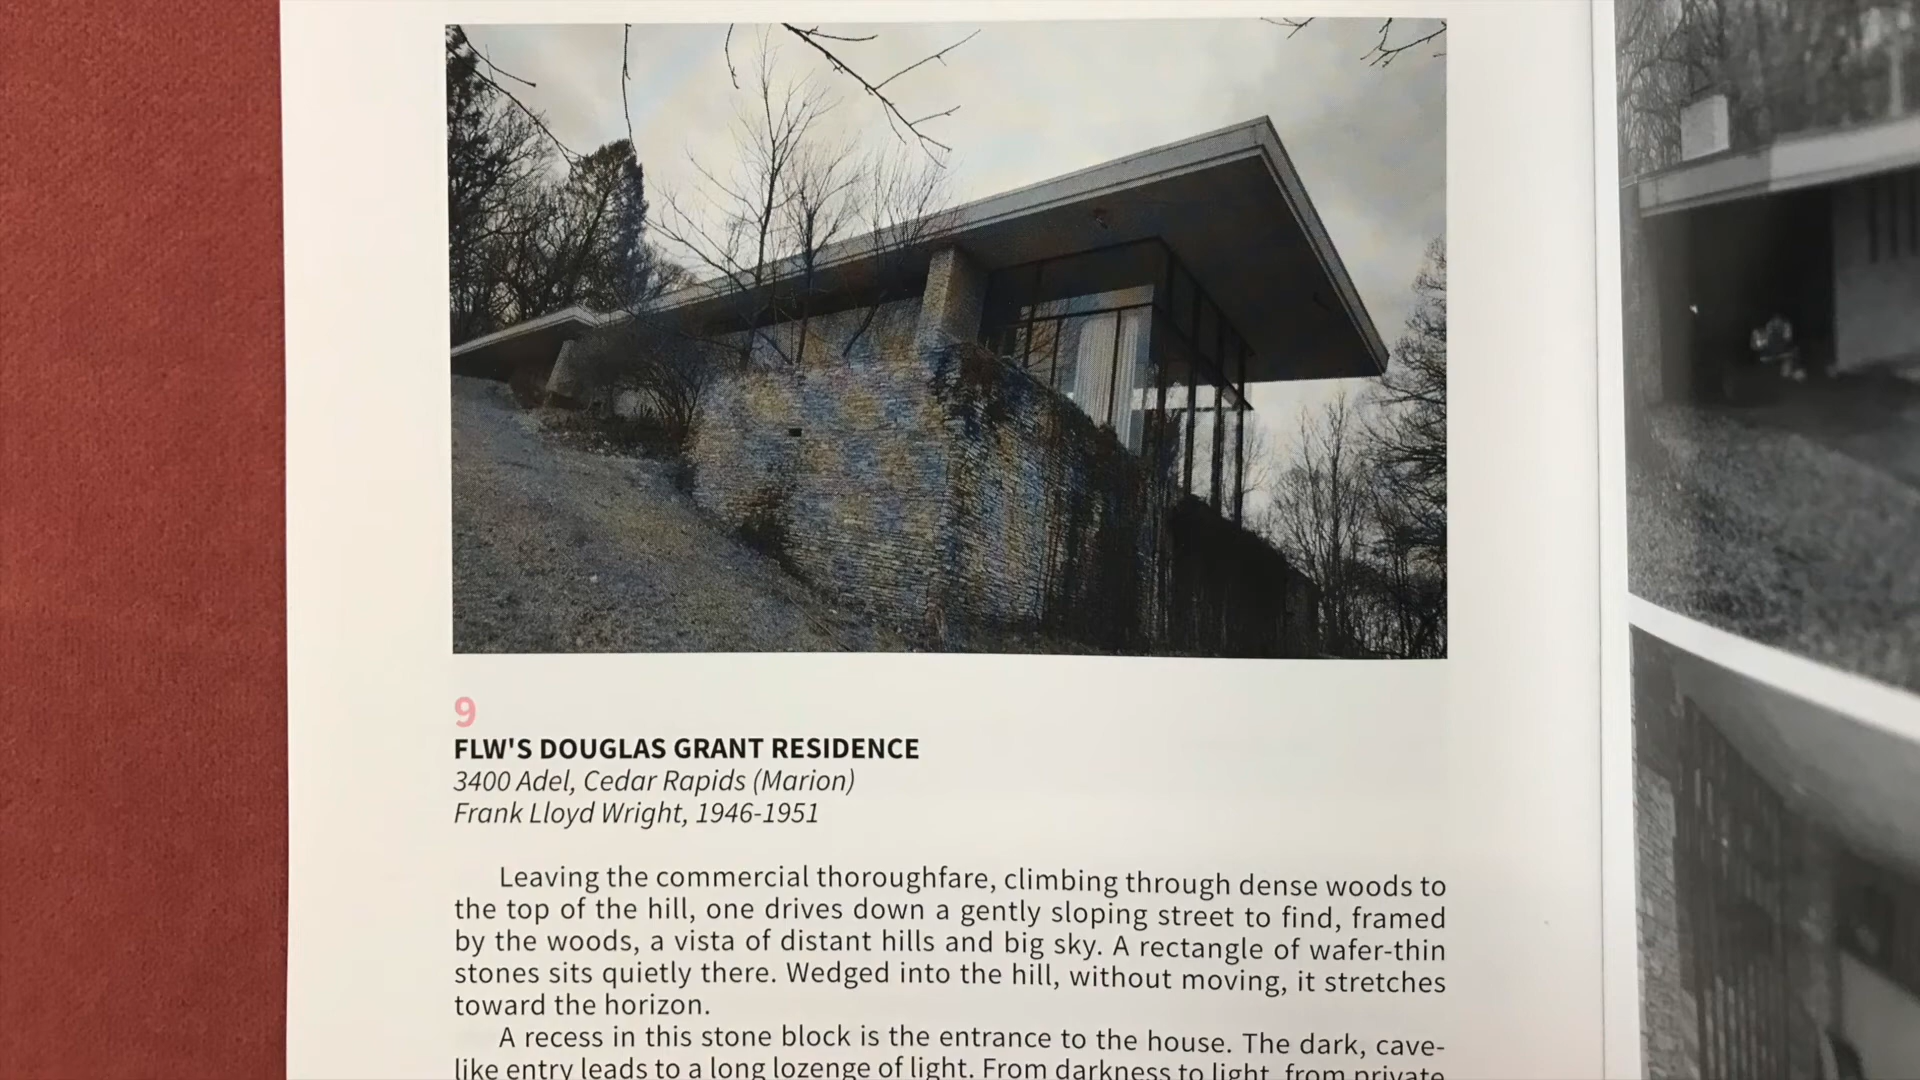 9
FLW'S DOUGLAS GRANT RESIDENCE
3400 Adel, Cedar Rapids (Marion)
Frank Lloyd Wright, 1946-1951
Leaving the commercial thoroughfare, climbing through dense woods to
the top of the hill, one drives down a gently sloping street to find, framed
by the woods, a vista of distant hills and big sky. A rectangle of wafer-thin
stones sits quietly there. Wedged into the hill, without moving, it stretches
toward the horizon.
A recess in this stone block is the entrance to the house. The dark, cave-
like entry leads to a long lozenge of light. From darkness to light, from private